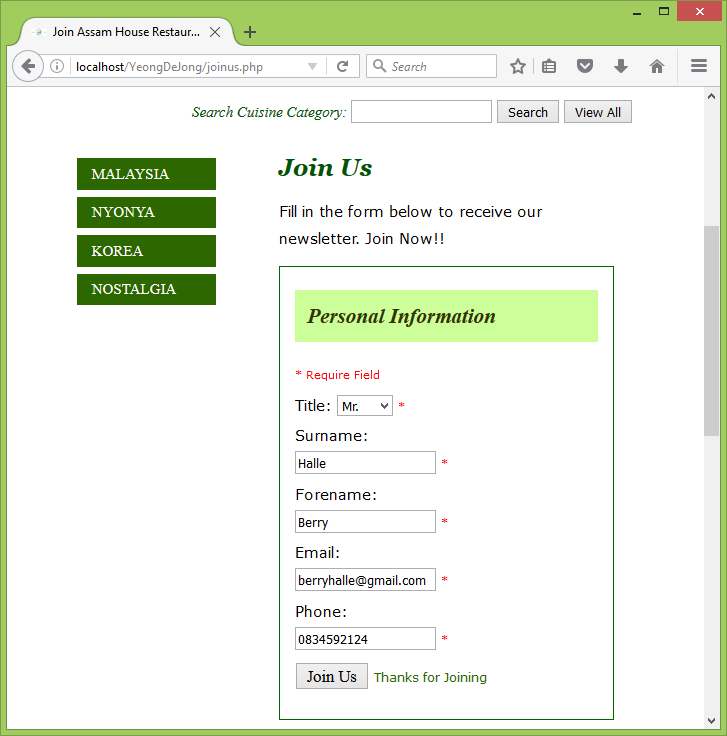 Join Assam House Restaur...
localhost/YeongDeJong/joinus.php
Search
Search Cuisine Category: Search View All
MALAYSIA
NYONYA
KOREA
NOSTALGIA
Join Us
Fill in the form below to receive our
newsletter. Join Now!!
Personal Information
* Require Field
Title: Mr. *
Surname:
Halle *
Forename:
Berry *
Email:
berryhalle@gmail.com *
Phone:
0834592124 *
Join Us Thanks for Joining